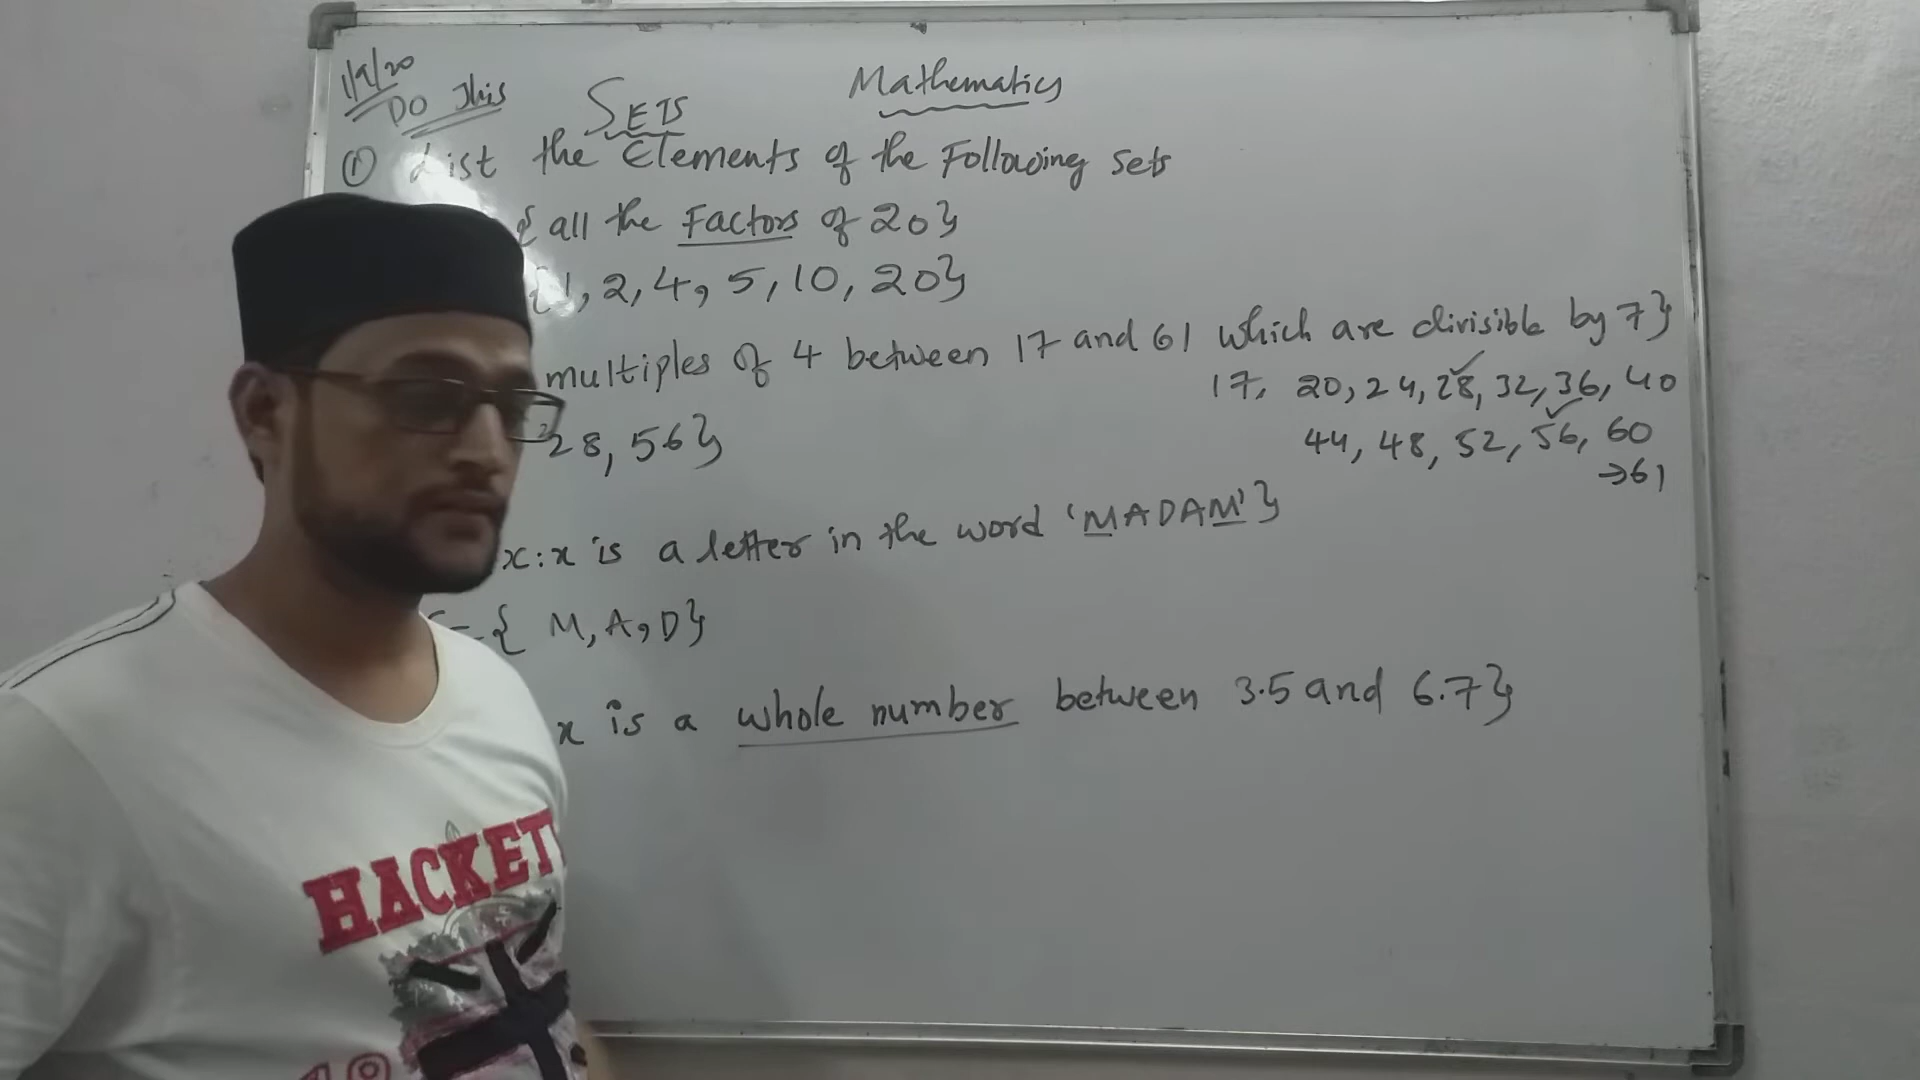 1/9/20
Do This
SETS
Mathematics
① List the Elements of the Following sets
{all the Factors of 20}
{1, 2, 4, 5, 10, 20}
multiples of 4 between 17 and 61 which are divisible by 7}
17, 20, 24, 28, 32, 36, 40
28, 56}
44, 48, 52, 56, 60
→61
x:x is a letter in the word 'MADAM'}
={ M, A, D}
x is a whole number between 3.5 and 6.7}
HACKETT